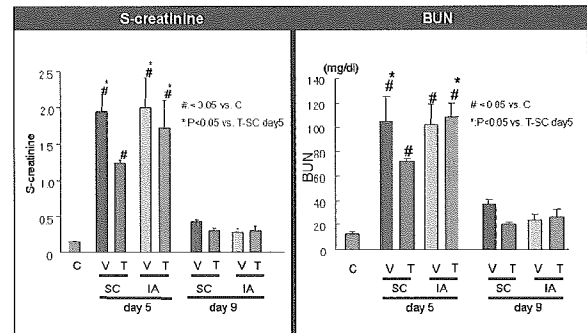 S-creatinine
BUN
S-creatinine
2.5
2.0
1.5
1.0
0.5
0
* # # * # * #
# < 0.05 vs. C
*:P<0.05 vs. T-SC day5
C V T V T V T V T
SC IA SC IA
day 5 day 9
(mg/dl)
BUN
140
120
100
80
60
40
20
0
* # # # * #
# < 0.05 vs. C
*:P<0.05 vs. T-SC day5
C V T V T V T V T
SC IA SC IA
day 5 day 9